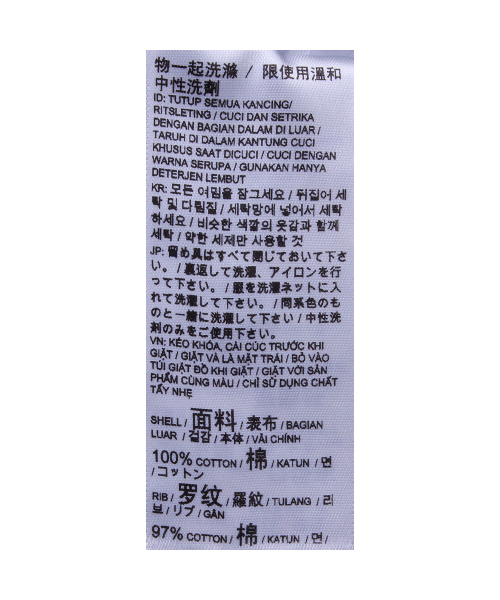 物一起洗滌 / 限使用溫和
中性洗劑
ID: TUTUP SEMUA KANCING/
RITSLETING / CUCI DAN SETRIKA
DENGAN BAGIAN DALAM DI LUAR /
TARUH DI DALAM KANTUNG CUCI
KHUSUS SAAT DICUCI / CUCI DENGAN
WARNA SERUPA / GUNAKAN HANYA
DETERJEN LEMBUT
KR: 모든 여밈을 잠그세요 / 뒤집어 세
탁 및 다림질 / 세탁망에 넣어서 세탁
하세요 / 비슷한 색깔의 옷감과 함께
세탁 / 약한 세제만 사용할 것
JP: 留め具はすべて閉じておいて下さ
い。/ 裏返して洗濯、アイロンを行
って下さい。/ 服を洗濯ネットに入
れて洗濯して下さい。/ 同系色のも
のと一緒に洗濯して下さい / 中性洗
剤のみをご使用下さい。
VN: KÉO KHÓA, CÀI CÚC TRƯỚC KHI
GIẶT / GIẶT VÀ LÀ MẶT TRÁI / BỎ VÀO
TÚI GIẶT ĐỒ KHI GIẶT / GIẶT VỚI SẢN
PHẨM CÙNG MÀU / CHỈ SỬ DỤNG CHẤT
TẨY NHẸ
SHELL / 面料 / 表布 / BAGIAN
LUAR / 겉감 / 本体 / VẢI CHÍNH
100% COTTON / 棉 / KATUN / 면
/ コットン
RIB / 罗纹 / 羅紋 / TULANG / 리
브 / リブ / GÂN
97% COTTON / 棉 / KATUN / 면 /